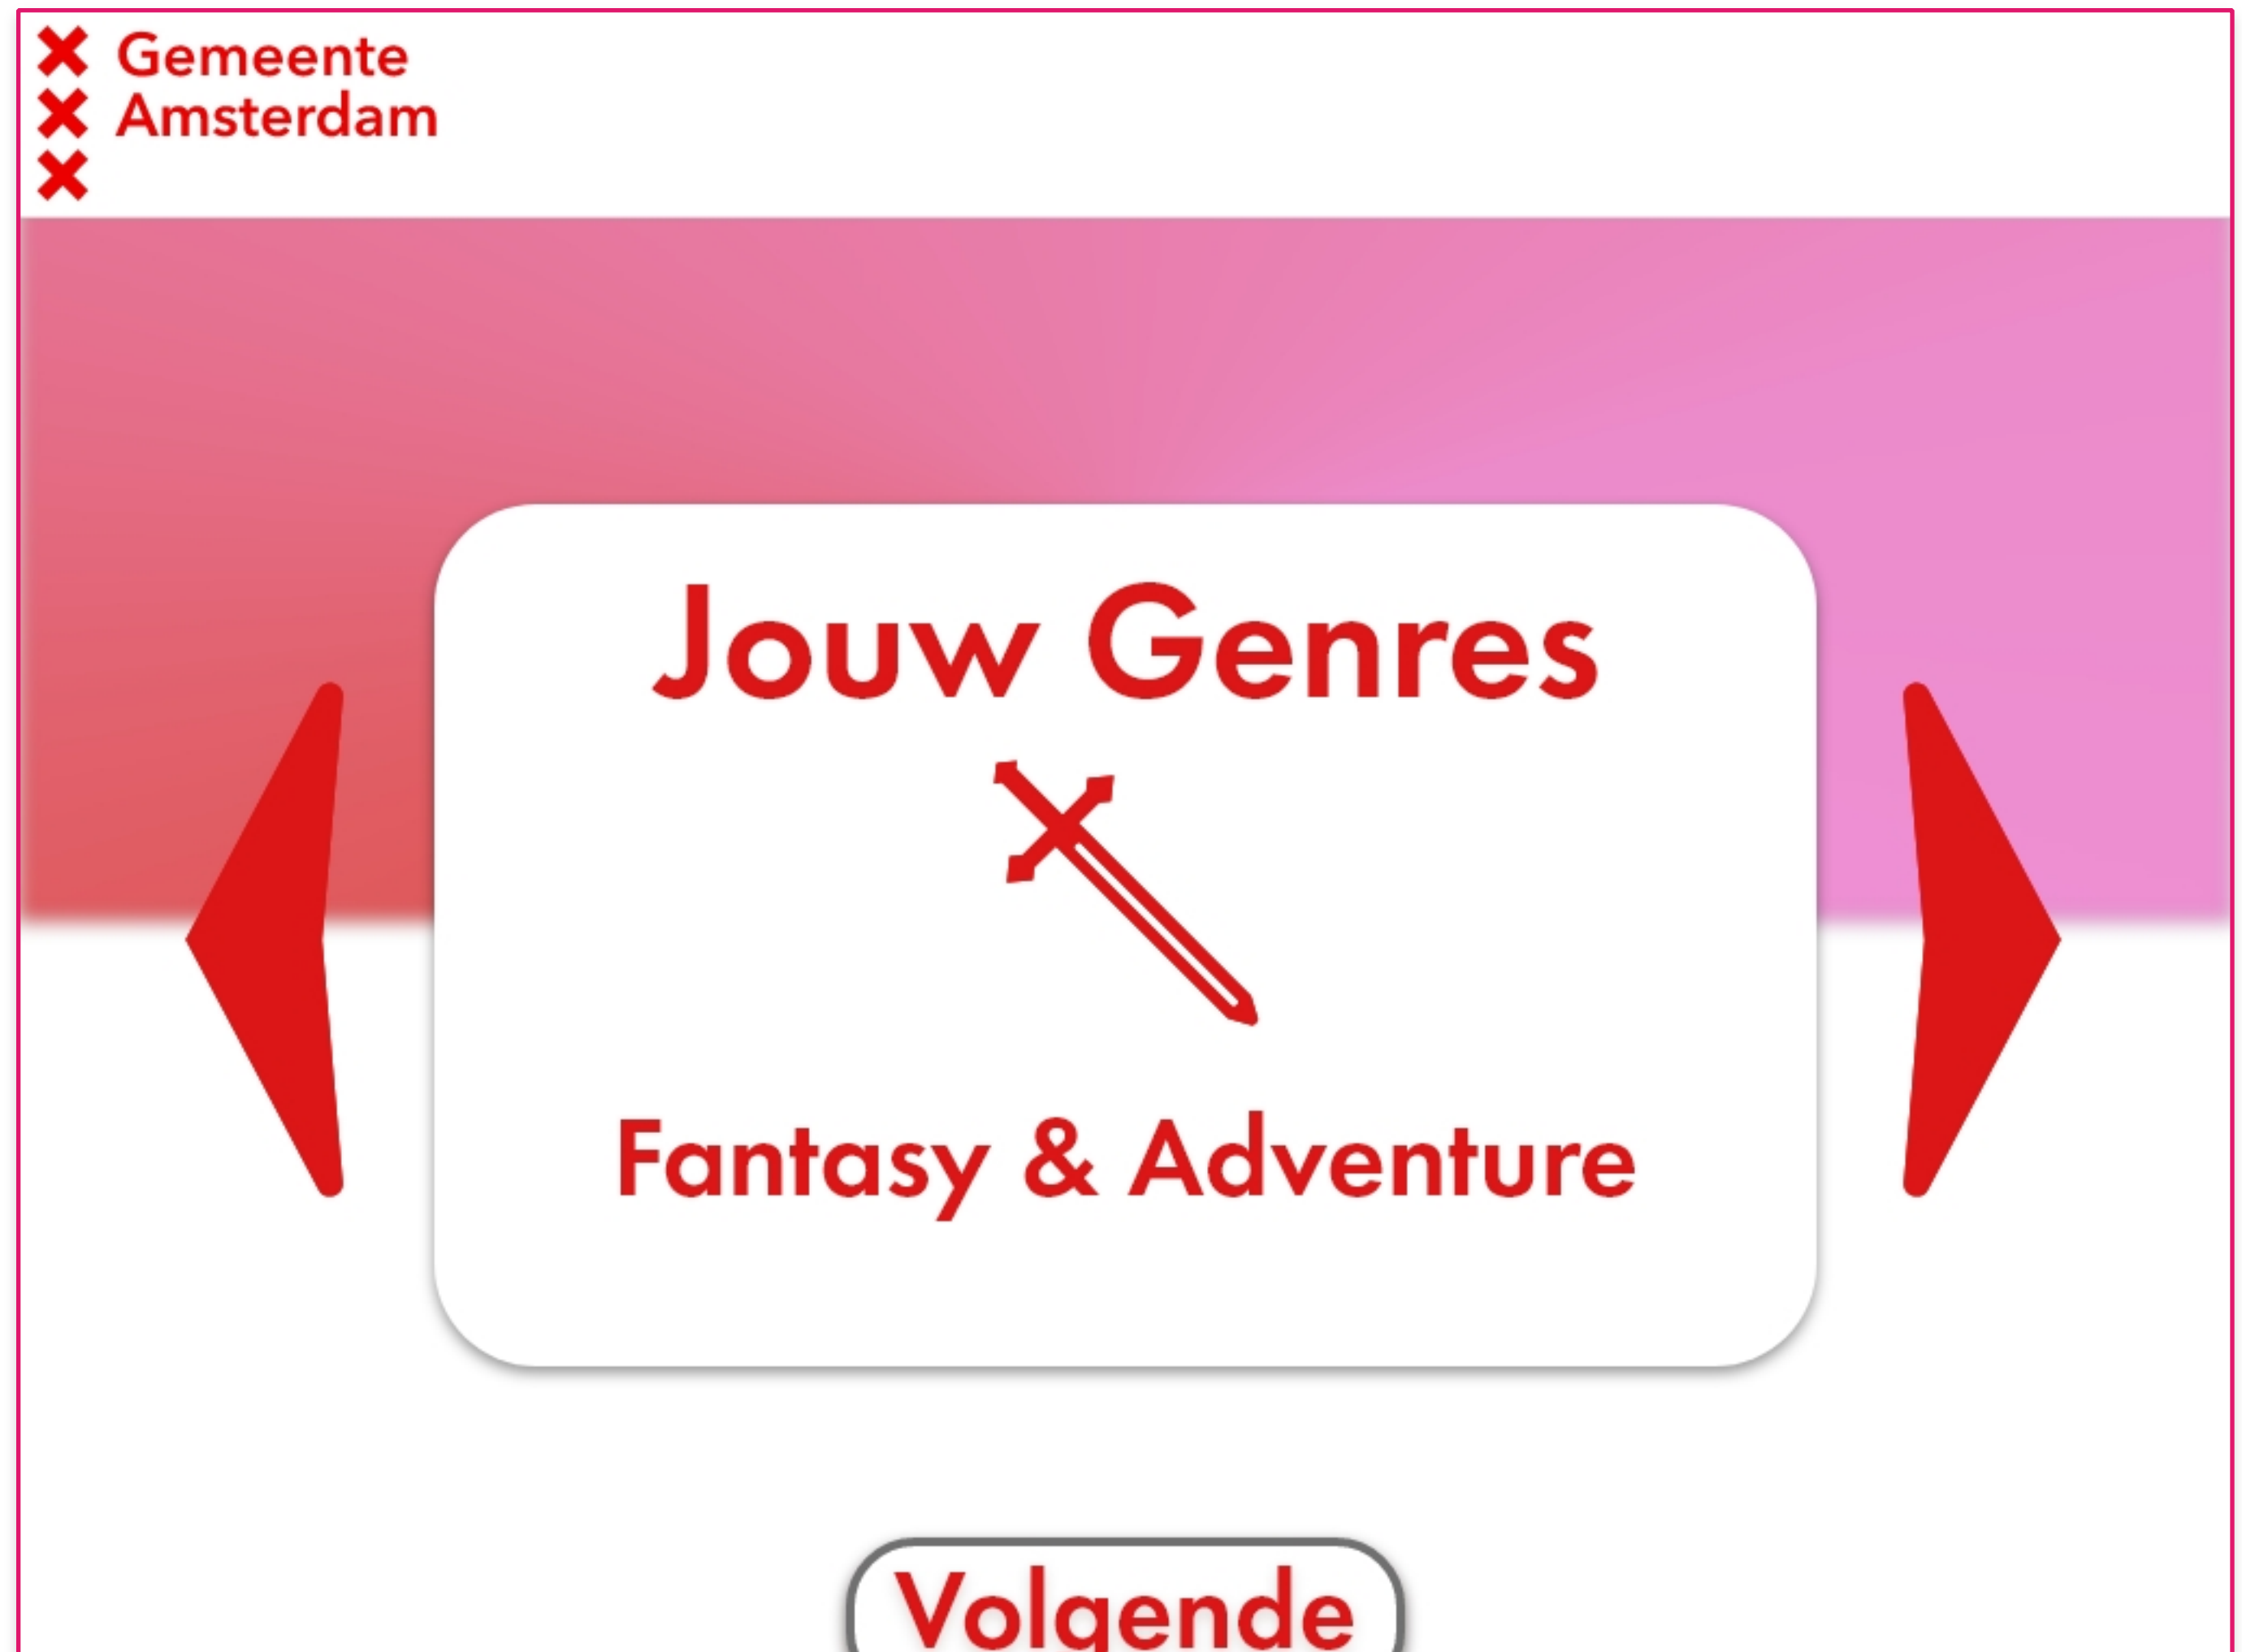 Gemeente
Amsterdam
Jouw Genres
Fantasy & Adventure
Volgende